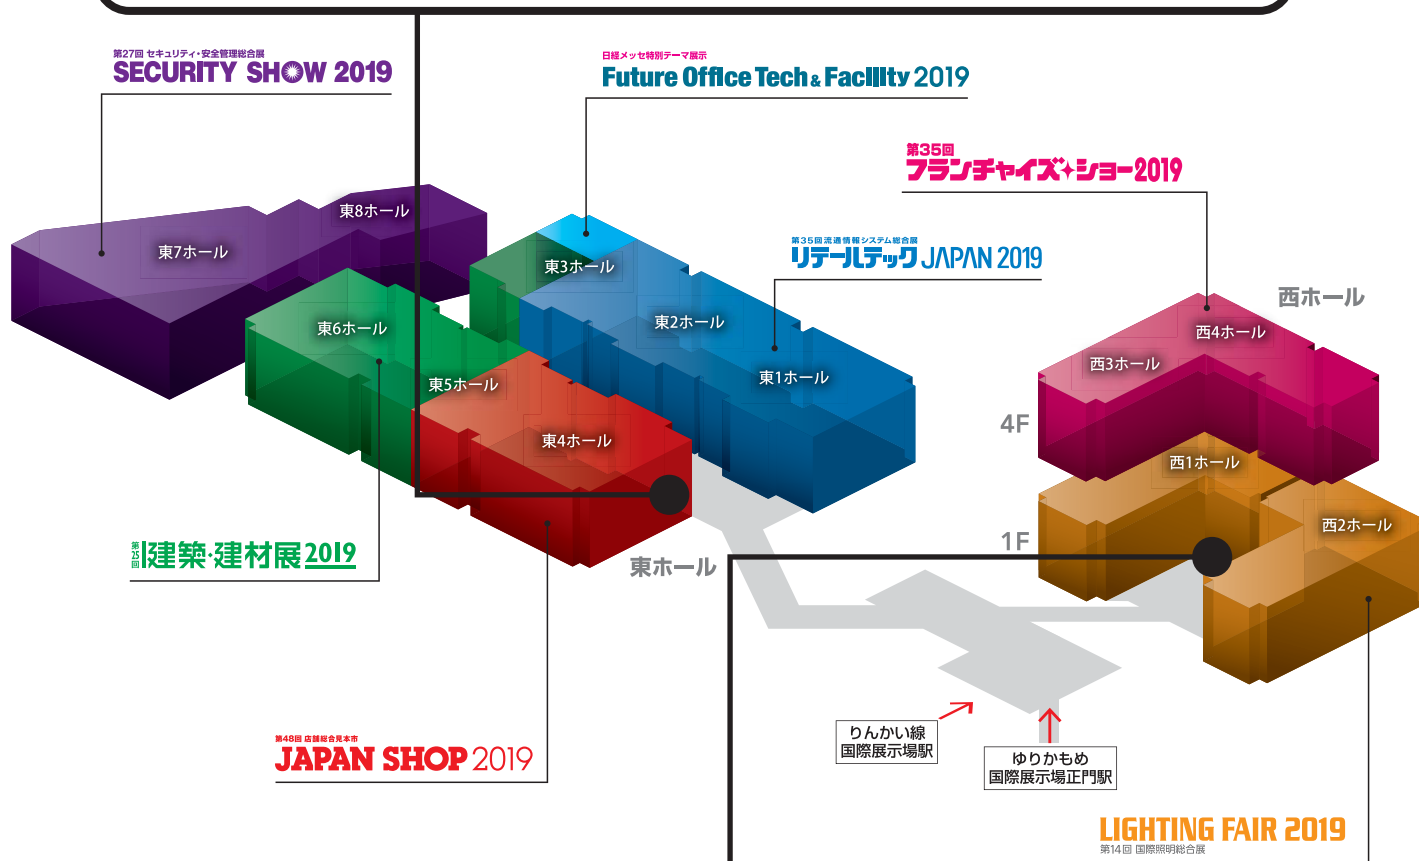 第27回 セキュリティ・安全管理総合展
SECURITY SHOW 2019
日経メッセ特別テーマ展示
Future Office Tech & Facility 2019
第35回
フランチャイズ✦ショー2019
第35回 流通情報システム総合展
リテールテック JAPAN 2019
東8ホール
東7ホール
東3ホール
東6ホール
東2ホール
東5ホール
東1ホール
東4ホール
西ホール
西4ホール
西3ホール
4F
西1ホール
西2ホール
1F
第25回 建築・建材展 2019
東ホール
第48回 店舗総合見本市
JAPAN SHOP 2019
りんかい線
国際展示場駅
ゆりかもめ
国際展示場正門駅
LIGHTING FAIR 2019
第14回 国際照明総合展